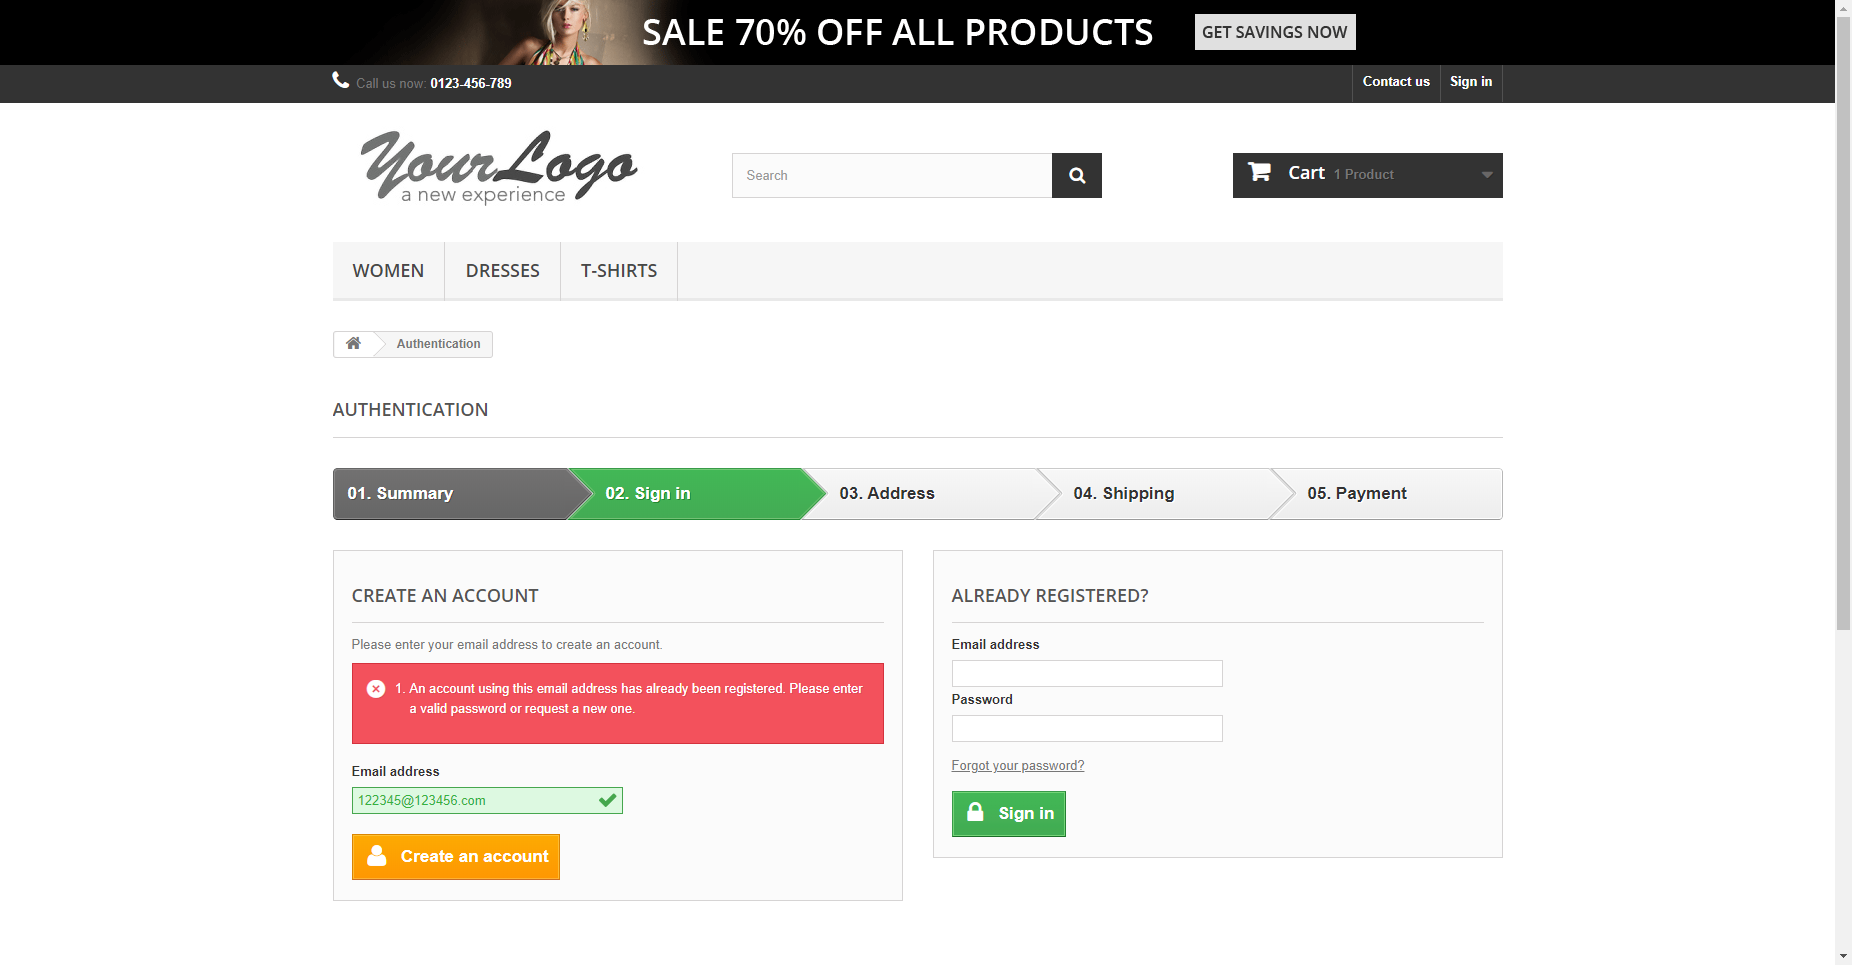 SALE 70% OFF ALL PRODUCTS
GET SAVINGS NOW
Call us now: 0123-456-789
Contact us
Sign in
YourLogo
a new experience
Search
Cart 1 Product
WOMEN
DRESSES
T-SHIRTS
Authentication
AUTHENTICATION
01. Summary
02. Sign in
03. Address
04. Shipping
05. Payment
CREATE AN ACCOUNT
Please enter your email address to create an account.
1. An account using this email address has already been registered. Please enter
a valid password or request a new one.
Email address
122345@123456.com
Create an account
ALREADY REGISTERED?
Email address
Password
Forgot your password?
Sign in